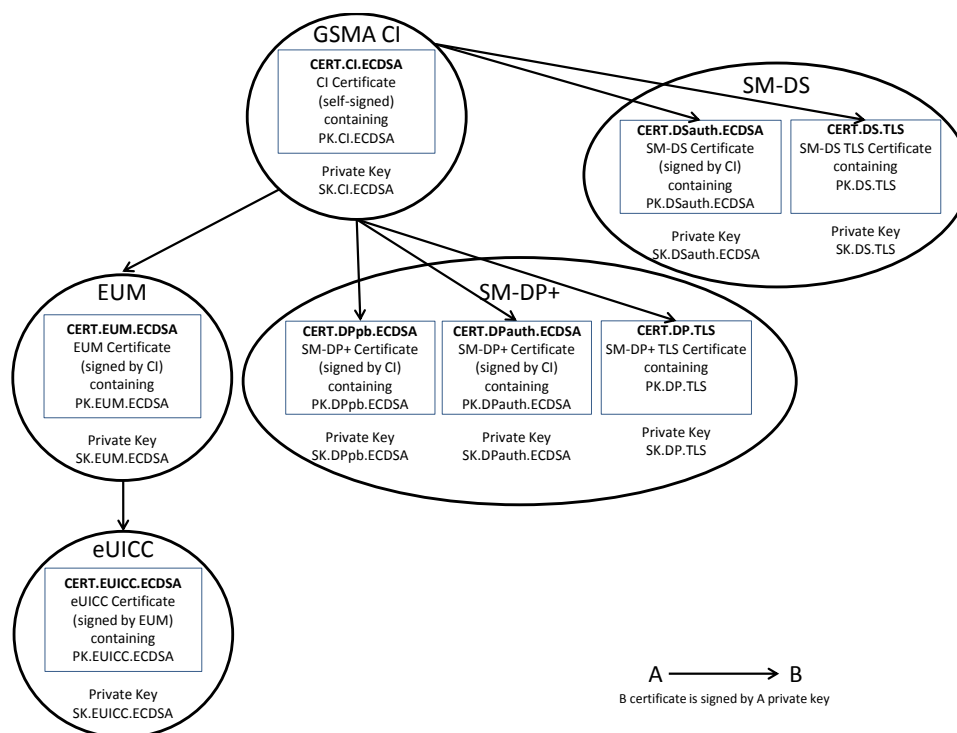 GSMA CI
CERT.CI.ECDSA
CI Certificate
(self-signed)
containing
PK.CI.ECDSA
Private Key
SK.CI.ECDSA
SM-DS
CERT.DSauth.ECDSA
SM-DS Certificate
(signed by CI)
containing
PK.DSauth.ECDSA
Private Key
SK.DSauth.ECDSA
CERT.DS.TLS
SM-DS TLS Certificate
containing
PK.DS.TLS
Private Key
SK.DS.TLS
EUM
CERT.EUM.ECDSA
EUM Certificate
(signed by CI)
containing
PK.EUM.ECDSA
Private Key
SK.EUM.ECDSA
SM-DP+
CERT.DPpb.ECDSA
SM-DP+ Certificate
(signed by CI)
containing
PK.DPpb.ECDSA
Private Key
SK.DPpb.ECDSA
CERT.DPauth.ECDSA
SM-DP+ Certificate
(signed by CI)
containing
PK.DPauth.ECDSA
Private Key
SK.DPauth.ECDSA
CERT.DP.TLS
SM-DP+ TLS Certificate
containing
PK.DP.TLS
Private Key
SK.DP.TLS
eUICC
CERT.EUICC.ECDSA
eUICC Certificate
(signed by EUM)
containing
PK.EUICC.ECDSA
Private Key
SK.EUICC.ECDSA
A B
B certificate is signed by A private key